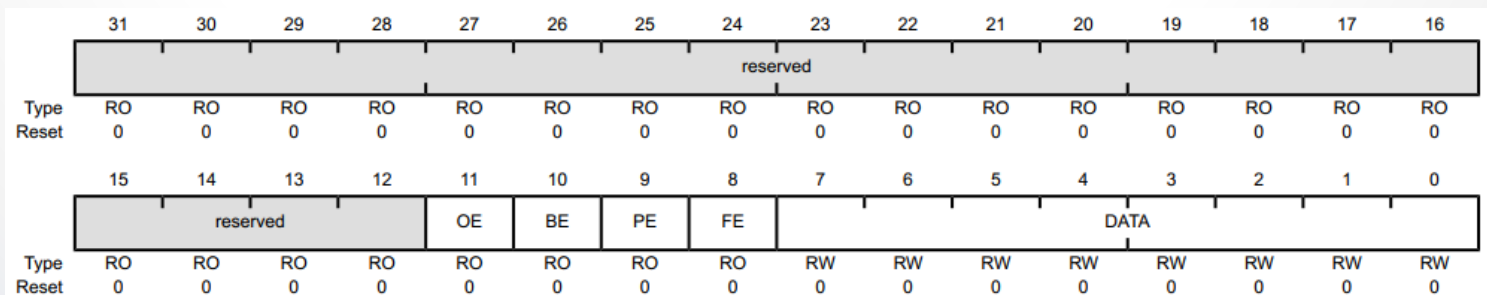 31 30 29 28 27 26 25 24 23 22 21 20 19 18 17 16
reserved
Type RO RO RO RO RO RO RO RO RO RO RO RO RO RO RO RO
Reset 0 0 0 0 0 0 0 0 0 0 0 0 0 0 0 0
15 14 13 12 11 10 9 8 7 6 5 4 3 2 1 0
reserved OE BE PE FE DATA
Type RO RO RO RO RO RO RO RO RW RW RW RW RW RW RW RW
Reset 0 0 0 0 0 0 0 0 0 0 0 0 0 0 0 0